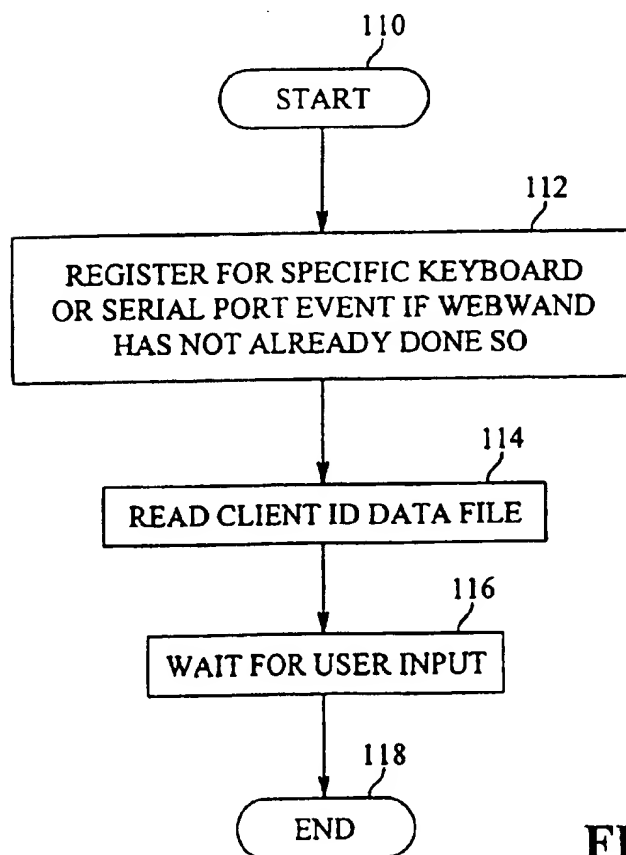 110
START
112
REGISTER FOR SPECIFIC KEYBOARD
OR SERIAL PORT EVENT IF WEBWAND
HAS NOT ALREADY DONE SO
114
READ CLIENT ID DATA FILE
116
WAIT FOR USER INPUT
118
END